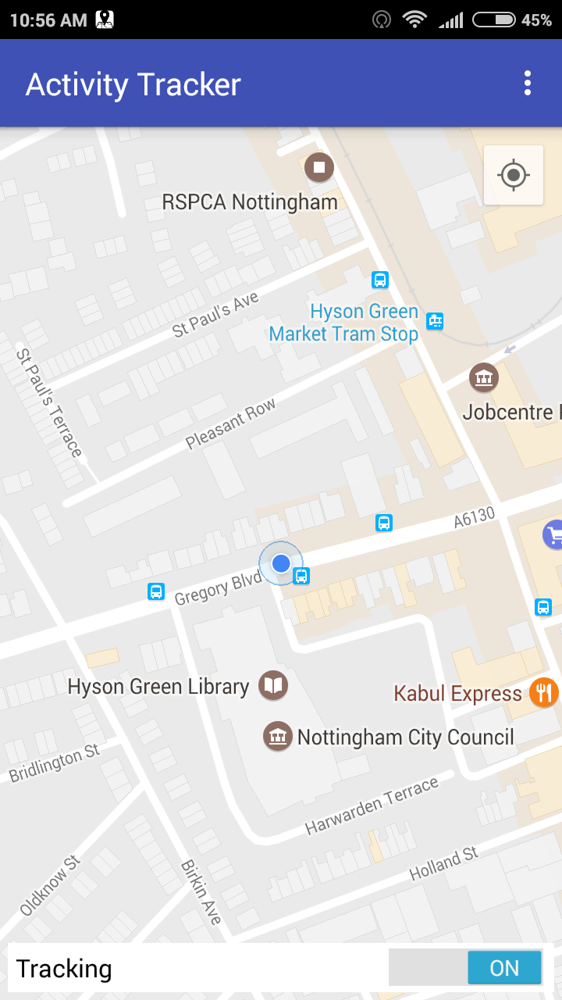 10:56 AM
45%
Activity Tracker
RSPCA Nottingham
St Paul's Ave
Hyson Green
Market Tram Stop
St Paul's Terrace
Jobcentre
Pleasant Row
A6130
Gregory Blvd
Hyson Green Library
Kabul Express
Nottingham City Council
Bridlington St
Harwarden Terrace
Oldknow St
Birkin Ave
Holland St
Tracking
ON